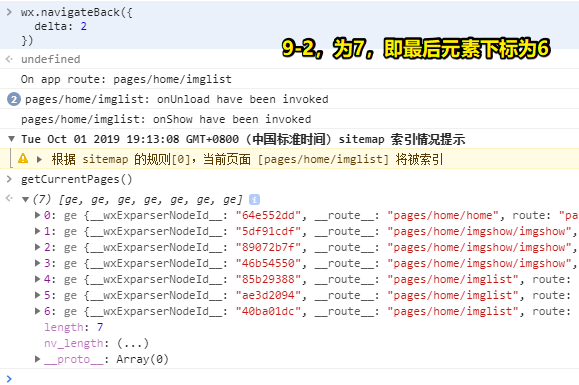 wx.navigateBack({
delta: 2
})
9-2，为7，即最后元素下标为6
undefined
On app route: pages/home/imglist
2 pages/home/imglist: onUnload have been invoked
pages/home/imglist: onShow have been invoked
Tue Oct 01 2019 19:13:08 GMT+0800 (中国标准时间) sitemap 索引情况提示
根据 sitemap 的规则[0]，当前页面 [pages/home/imglist] 将被索引
getCurrentPages()
(7) [ge, ge, ge, ge, ge, ge, ge]
0: ge {__wxExparserNodeId__: "64e552dd", __route__: "pages/home/home", route: "pa
1: ge {__wxExparserNodeId__: "5df91cdf", __route__: "pages/home/imgshow/imgshow",
2: ge {__wxExparserNodeId__: "89072b7f", __route__: "pages/home/imgshow/imgshow",
3: ge {__wxExparserNodeId__: "46b54550", __route__: "pages/home/imgshow/imgshow",
4: ge {__wxExparserNodeId__: "85b29388", __route__: "pages/home/imglist", route:
5: ge {__wxExparserNodeId__: "ae3d2094", __route__: "pages/home/imglist", route:
6: ge {__wxExparserNodeId__: "40ba01dc", __route__: "pages/home/imglist", route:
length: 7
nv_length: (...)
__proto__: Array(0)